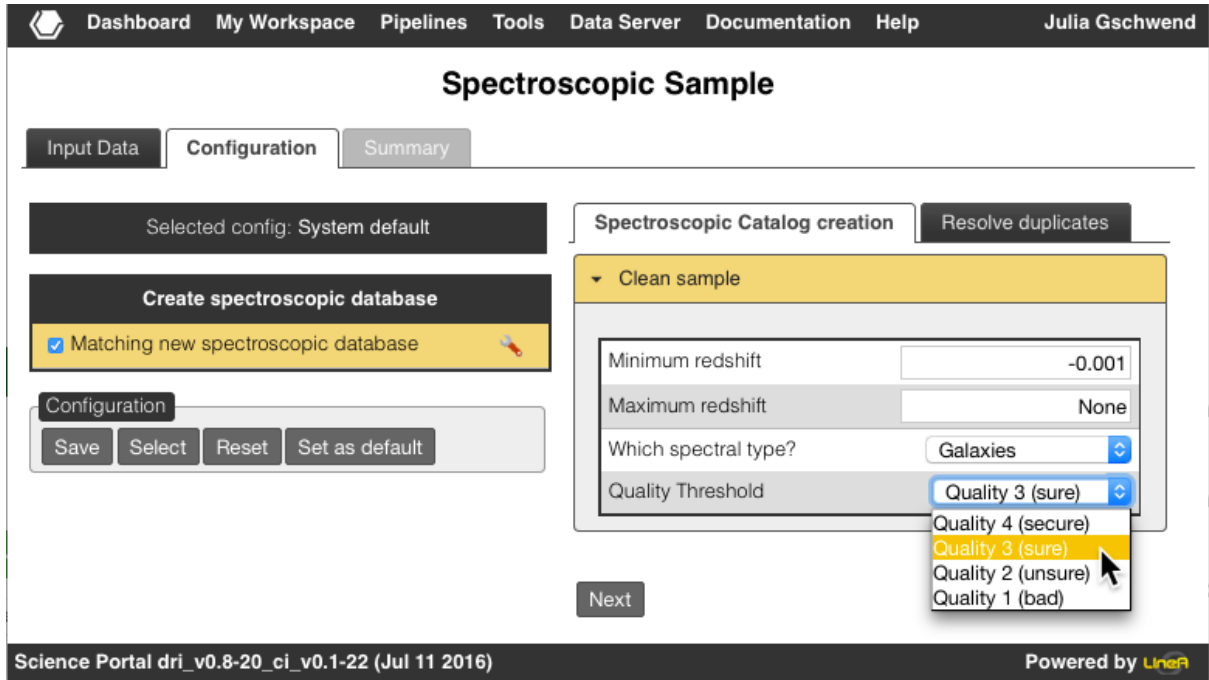 Dashboard My Workspace Pipelines Tools Data Server Documentation Help Julia Gschwend
Spectroscopic Sample
Input Data Configuration Summary
Selected config: System default
Create spectroscopic database
Matching new spectroscopic database
Configuration
Save Select Reset Set as default
Spectroscopic Catalog creation Resolve duplicates
Clean sample
Minimum redshift -0.001
Maximum redshift None
Which spectral type? Galaxies
Quality Threshold Quality 3 (sure)
Quality 4 (secure)
Quality 3 (sure)
Quality 2 (unsure)
Quality 1 (bad)
Next
Science Portal dri_v0.8-20_ci_v0.1-22 (Jul 11 2016) Powered by LIneA